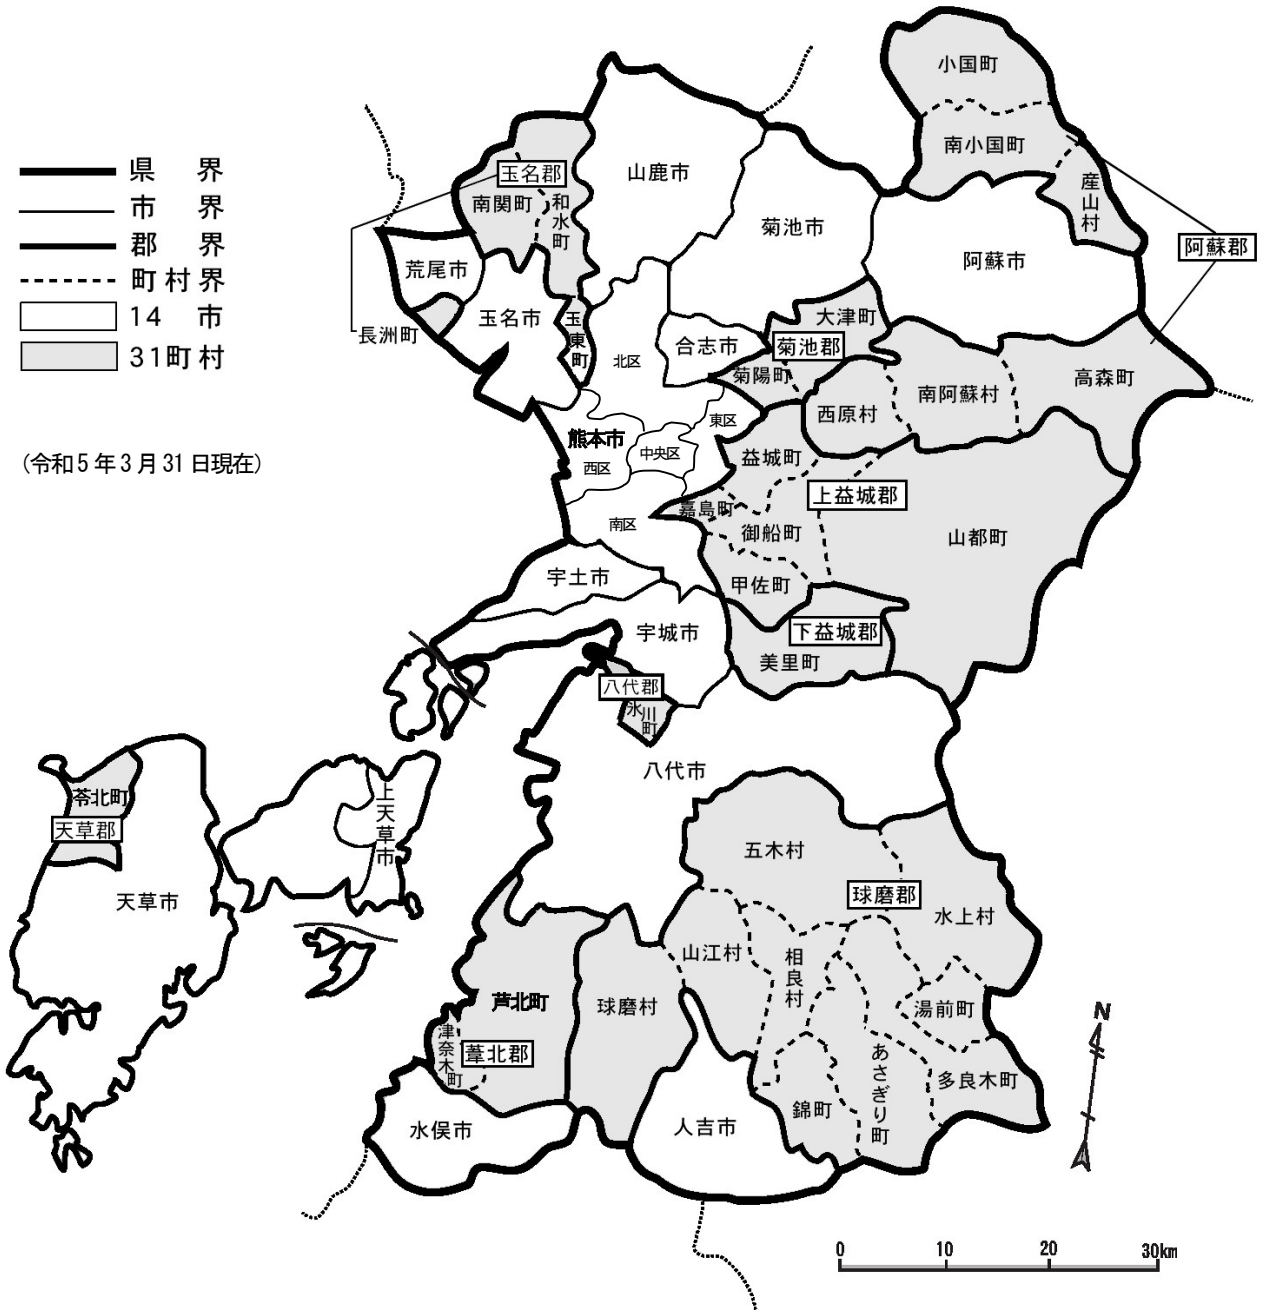 県界
市界
郡界
町村界
14市
31町村
(令和5年3月31日現在)
小国町
南小国町
産山村
阿蘇郡
阿蘇市
山鹿市
菊池市
玉名郡
南関町
和水町
荒尾市
長洲町
玉名市
玉東町
合志市
大津町
菊池郡
菊陽町
西原村
南阿蘇村
高森町
北区
熊本市
西区
中央区
東区
南区
益城町
上益城郡
嘉島町
御船町
甲佐町
山都町
宇土市
宇城市
下益城郡
美里町
八代郡
氷川町
八代市
苓北町
天草郡
天草市
上天草市
五木村
球磨郡
水上村
山江村
相良村
湯前町
多良木町
あさぎり町
錦町
芦北町
津奈木町
葦北郡
球磨村
人吉市
水俣市
N
0 10 20 30km